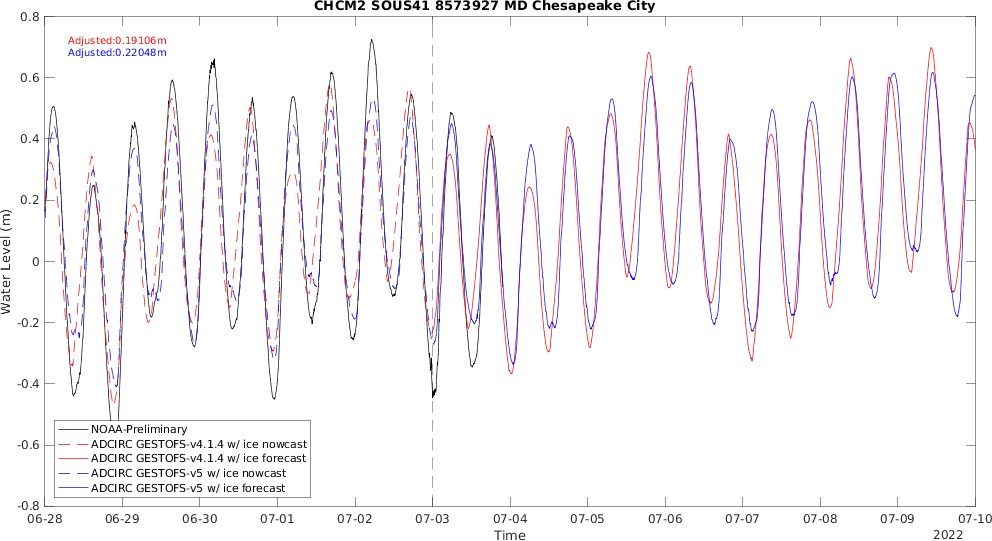 CHCM2 SOUS41 8573927 MD Chesapeake City
Adjusted:0.19106m
Adjusted:0.22048m
Water Level (m)
0.8
0.6
0.4
0.2
0
-0.2
-0.4
-0.6
-0.8
NOAA-Preliminary
ADCIRC GESTOFS-v4.1.4 w/ ice nowcast
ADCIRC GESTOFS-v4.1.4 w/ ice forecast
ADCIRC GESTOFS-v5 w/ ice nowcast
ADCIRC GESTOFS-v5 w/ ice forecast
06-28 06-29 06-30 07-01 07-02 07-03 07-04 07-05 07-06 07-07 07-08 07-09 07-10
Time
2022